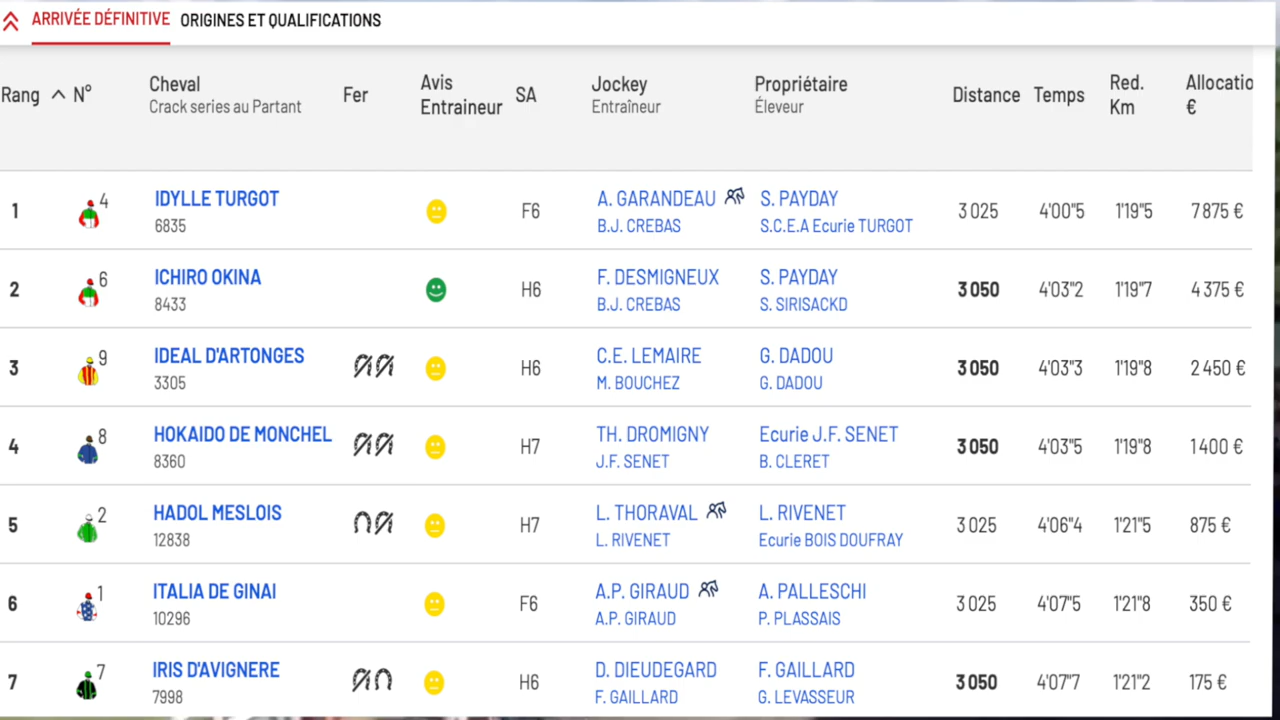 ARRIVÉE DÉFINITIVE ORIGINES ET QUALIFICATIONS
Rang N° Cheval Crack series au Partant Fer Avis Entraineur SA Jockey Entraîneur Propriétaire Éleveur Distance Temps Red. Km Allocatio €
1 4 IDYLLE TURGOT F6 A. GARANDEAU S. PAYDAY 3 025 4'00"5 1'19"5 7 875 €
6835 B.J. CREBAS S.C.E.A Ecurie TURGOT
2 6 ICHIRO OKINA H6 F. DESMIGNEUX S. PAYDAY 3 050 4'03"2 1'19"7 4 375 €
8433 B.J. CREBAS S. SIRISACKD
3 9 IDEAL D'ARTONGES H6 C.E. LEMAIRE G. DADOU 3 050 4'03"3 1'19"8 2 450 €
3305 M. BOUCHEZ G. DADOU
4 8 HOKAIDO DE MONCHEL H7 TH. DROMIGNY Ecurie J.F. SENET 3 050 4'03"5 1'19"8 1 400 €
8360 J.F. SENET B. CLERET
5 2 HADOL MESLOIS H7 L. THORAVAL L. RIVENET 3 025 4'06"4 1'21"5 875 €
12838 L. RIVENET Ecurie BOIS DOUFRAY
6 1 ITALIA DE GINAI F6 A.P. GIRAUD A. PALLESCHI 3 025 4'07"5 1'21"8 350 €
10296 A.P. GIRAUD P. PLASSAIS
7 7 IRIS D'AVIGNERE H6 D. DIEUDEGARD F. GAILLARD 3 050 4'07"7 1'21"2 175 €
7998 F. GAILLARD G. LEVASSEUR